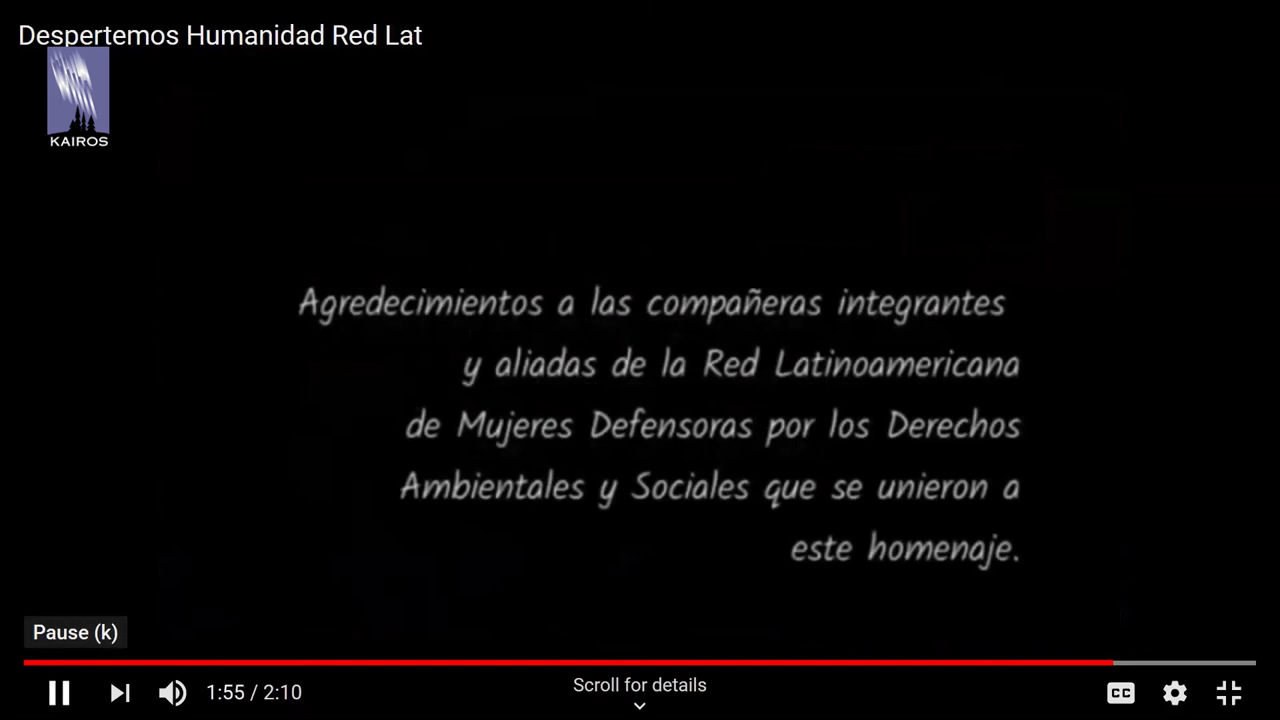 Despertemos Humanidad Red Lat
KAIROS
Agredecimientos a las compañeras integrantes
y aliadas de la Red Latinoamericana
de Mujeres Defensoras por los Derechos
Ambientales y Sociales que se unieron a
este homenaje.
Pause (k)
1:55 / 2:10
Scroll for details
CC